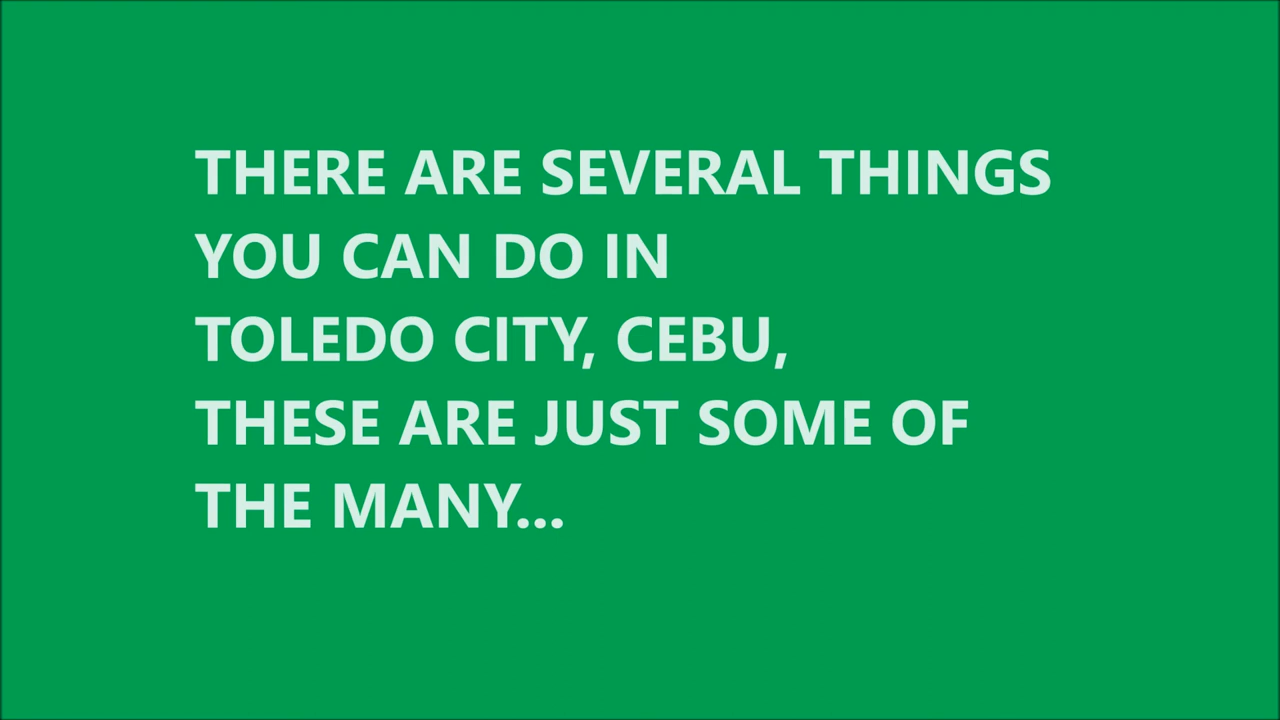 THERE ARE SEVERAL THINGS
YOU CAN DO IN
TOLEDO CITY, CEBU,
THESE ARE JUST SOME OF
THE MANY...